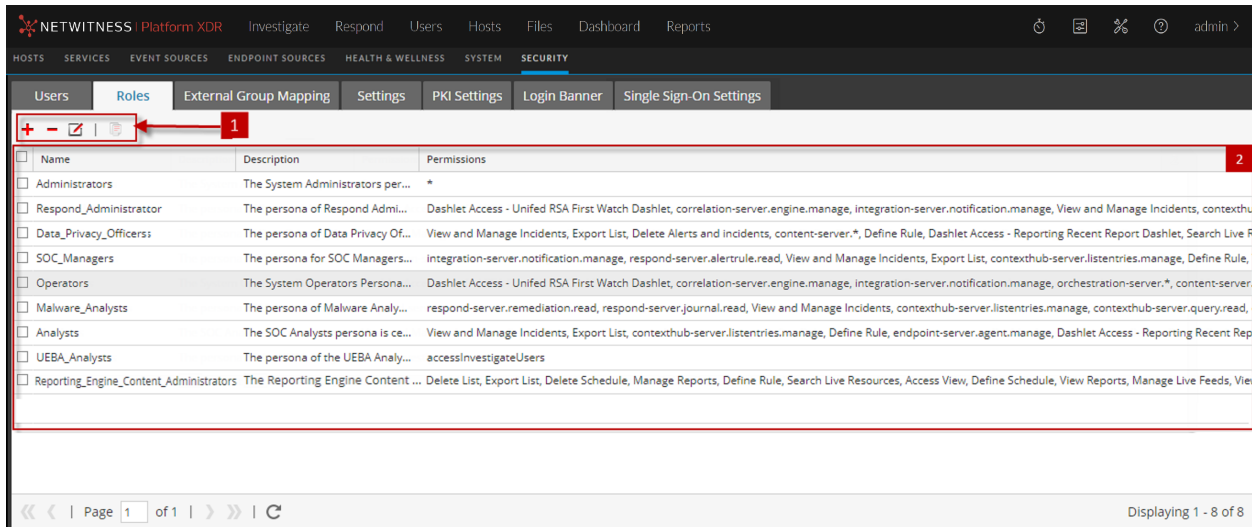 NETWITNESS | Platform XDR Investigate Respond Users Hosts Files Dashboard Reports admin >
HOSTS SERVICES EVENT SOURCES ENDPOINT SOURCES HEALTH & WELLNESS SYSTEM SECURITY
Users Roles External Group Mapping Settings PKI Settings Login Banner Single Sign-On Settings
1
Name Description Permissions 2
Administrators The System Administrators per... *
Respond_Administrator The persona of Respond Admi... Dashlet Access - Unifed RSA First Watch Dashlet, correlation-server.engine.manage, integration-server.notification.manage, View and Manage Incidents, contexthu
Data_Privacy_Officerss The persona of Data Privacy Of... View and Manage Incidents, Export List, Delete Alerts and incidents, content-server.*, Define Rule, Dashlet Access - Reporting Recent Report Dashlet, Search Live R
SOC_Managers The persona for SOC Managers... integration-server.notification.manage, respond-server.alertrule.read, View and Manage Incidents, Export List, contexthub-server.listentries.manage, Define Rule,
Operators The System Operators Persona... Dashlet Access - Unifed RSA First Watch Dashlet, correlation-server.engine.manage, integration-server.notification.manage, orchestration-server.*, content-server.
Malware_Analysts The persona of Malware Analy... respond-server.remediation.read, respond-server.journal.read, View and Manage Incidents, contexthub-server.listentries.manage, contexthub-server.query.read,
Analysts The SOC Analysts persona is ce... View and Manage Incidents, Export List, contexthub-server.listentries.manage, Define Rule, endpoint-server.agent.manage, Dashlet Access - Reporting Recent Rep
UEBA_Analysts The persona of the UEBA Analy... accessInvestigateUsers
Reporting_Engine_Content_Administrators The Reporting Engine Content ... Delete List, Export List, Delete Schedule, Manage Reports, Define Rule, Search Live Resources, Access View, Define Schedule, View Reports, Manage Live Feeds, Vie
Page 1 of 1 Displaying 1 - 8 of 8